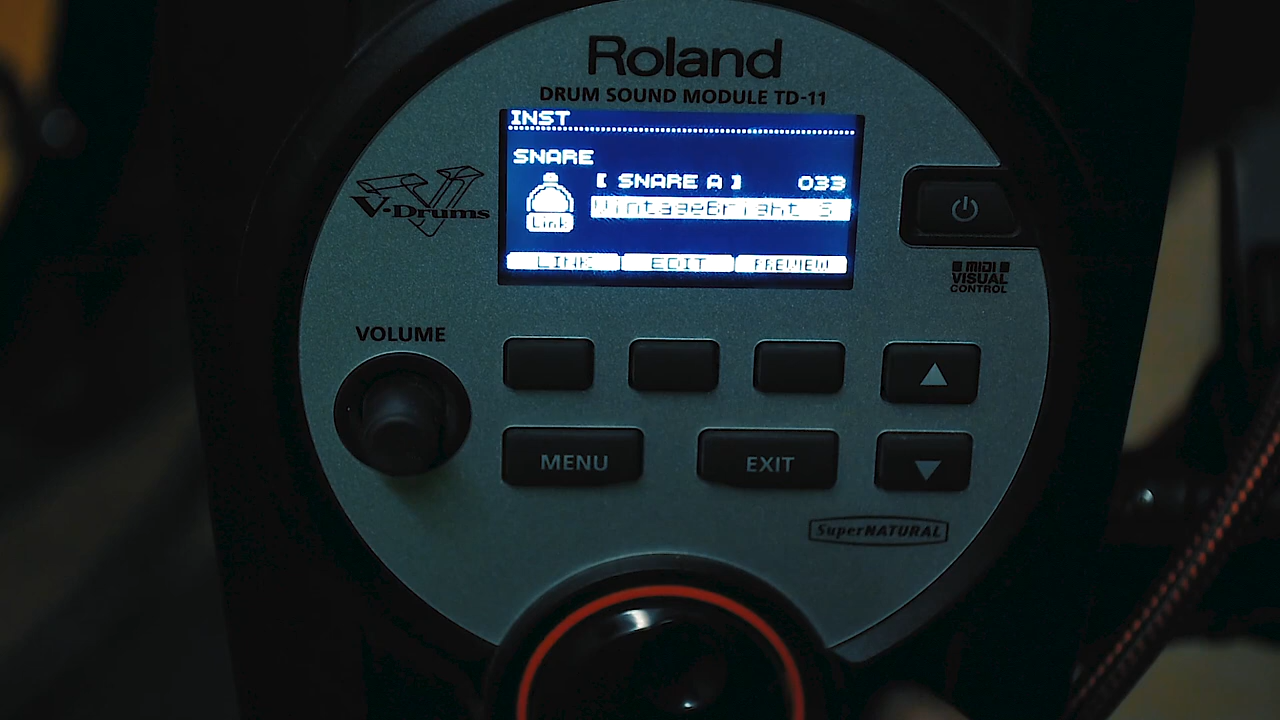 Roland
DRUM SOUND MODULE TD-11
INST
SNARE
[ SNARE A ] 033
VintageBright S
Link
LINK EDIT PREVIEW
V-Drums
MIDI
VISUAL
CONTROL
VOLUME
MENU EXIT
SuperNATURAL